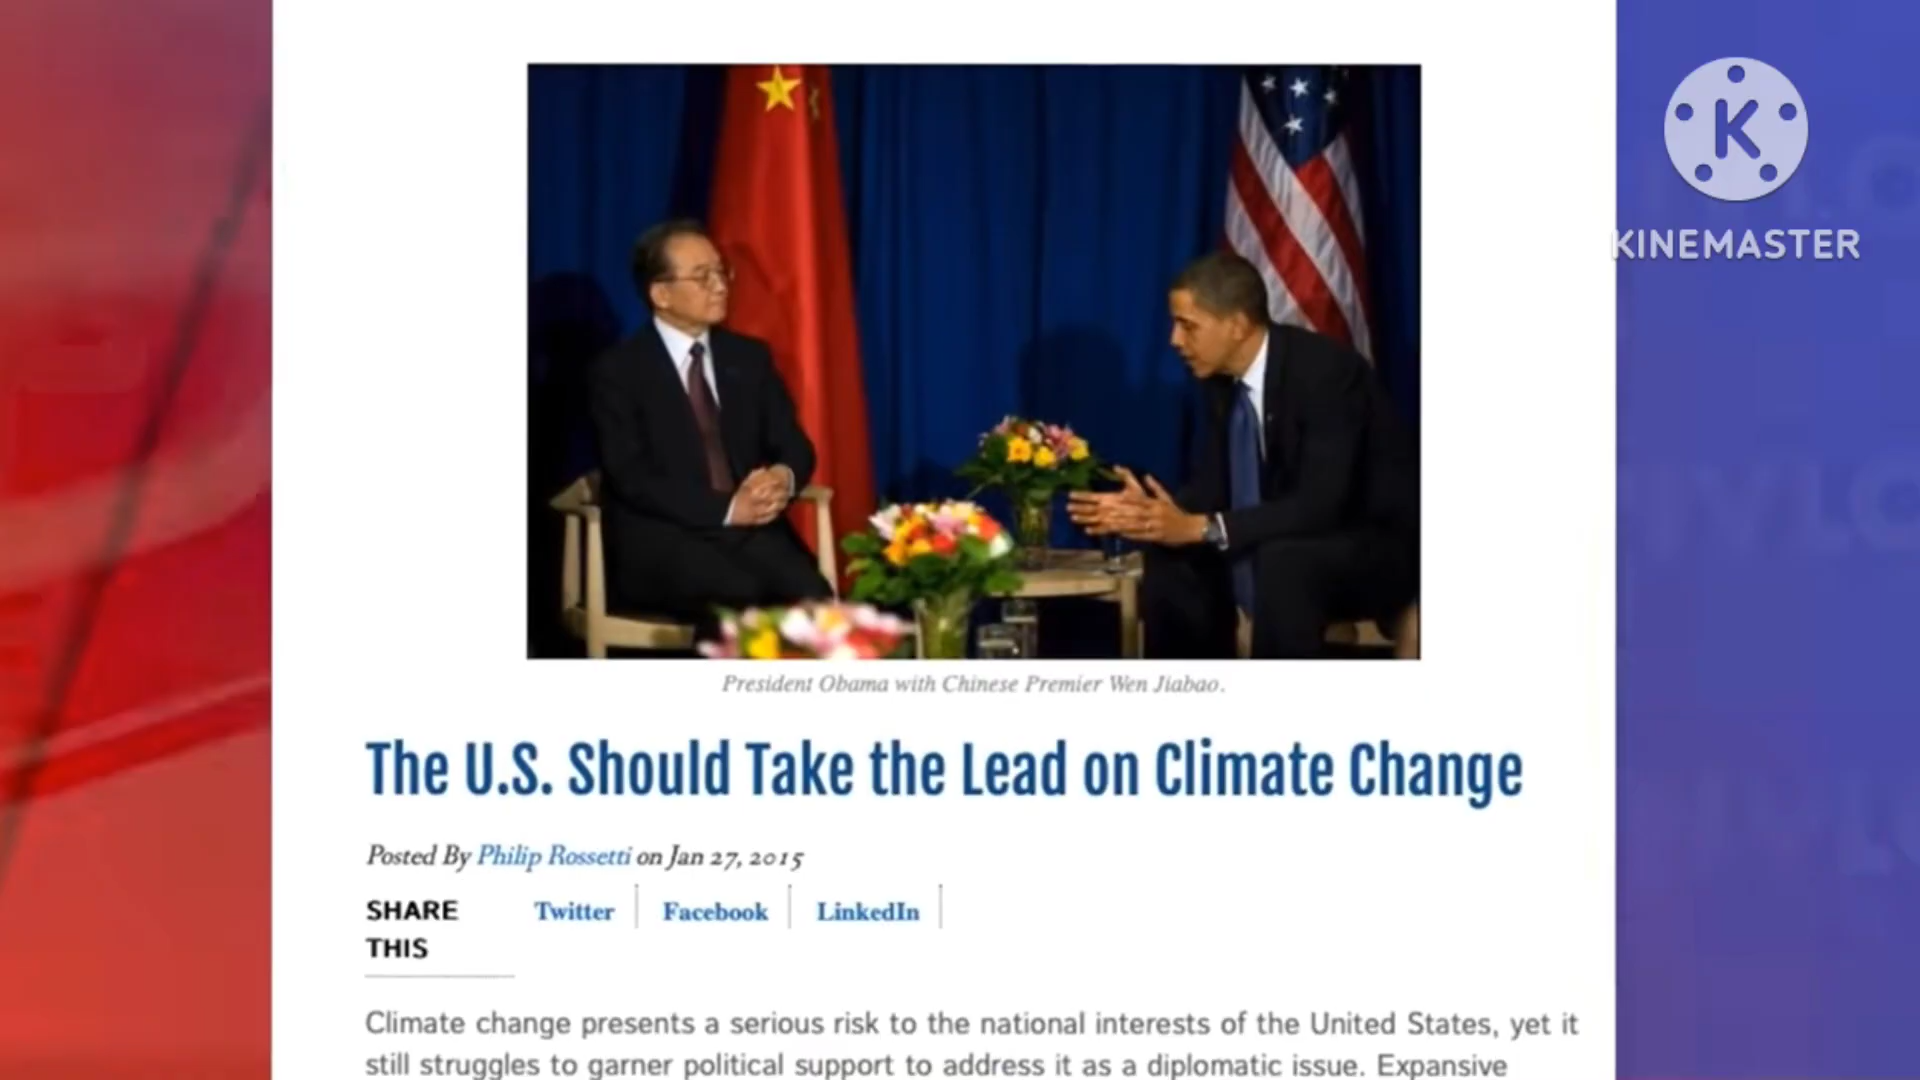 K
KINEMASTER
President Obama with Chinese Premier Wen Jiabao.
The U.S. Should Take the Lead on Climate Change
Posted By Philip Rossetti on Jan 27, 2015
SHARE THIS
Twitter
Facebook
LinkedIn
Climate change presents a serious risk to the national interests of the United States, yet it
still struggles to garner political support to address it as a diplomatic issue. Expansive